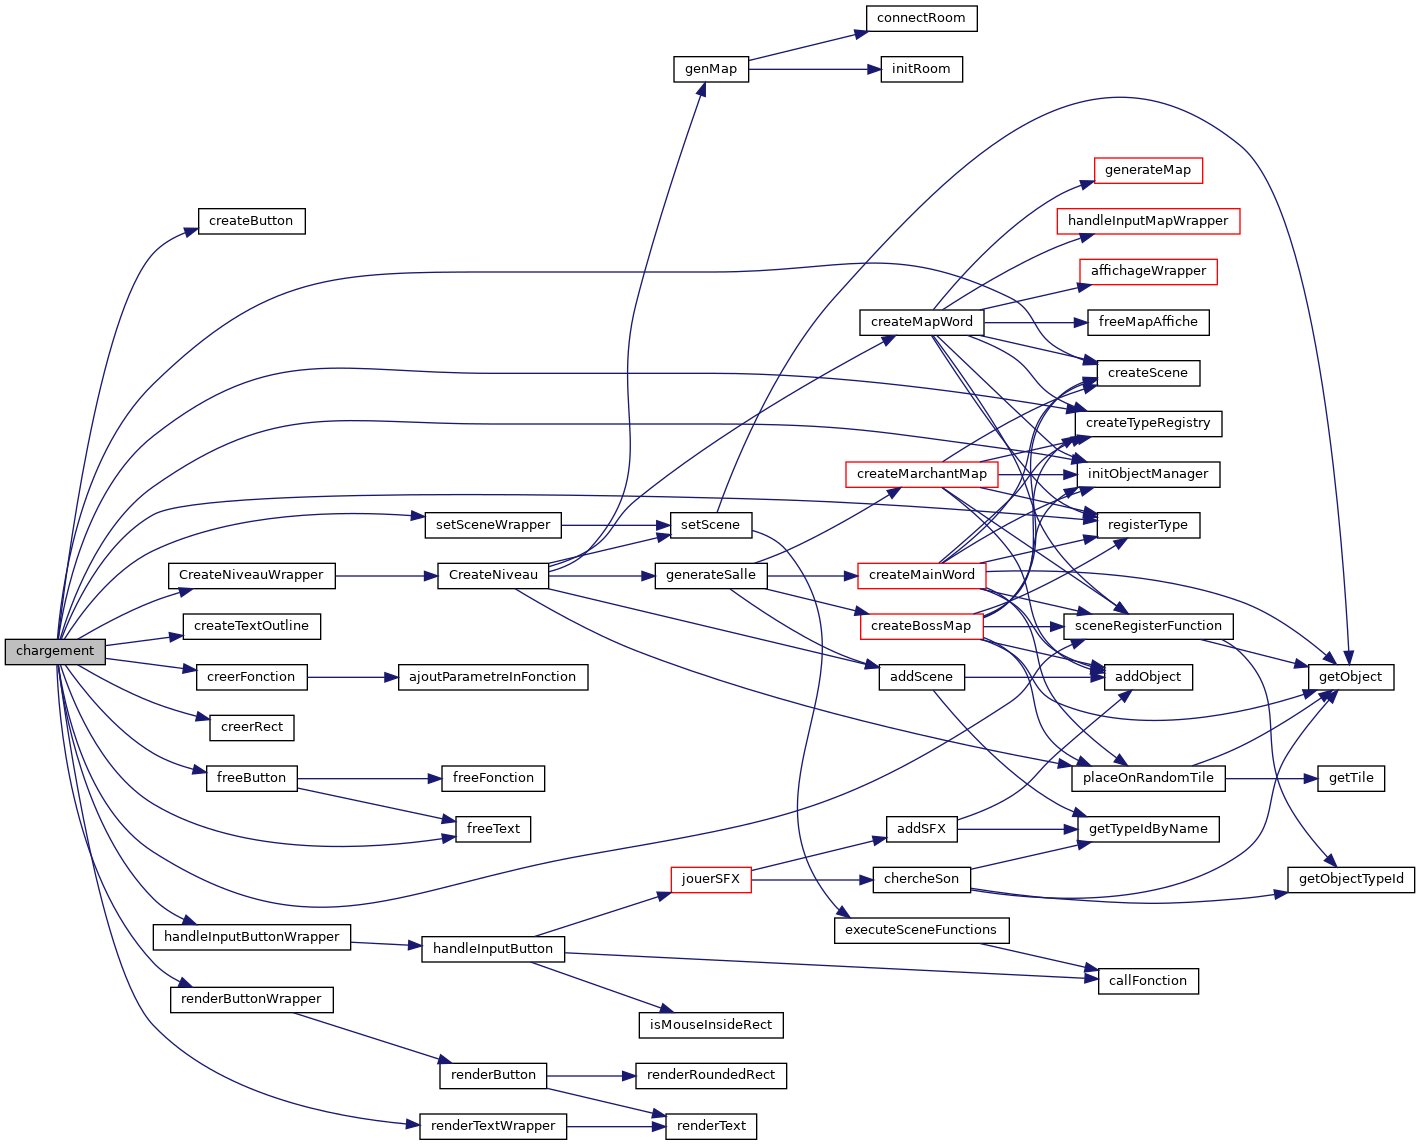 connectRoom
genMap
initRoom
generateMap
createButton
handleInputMapWrapper
affichageWrapper
createMapWord
freeMapAffiche
createScene
createTypeRegistry
createMarchantMap
initObjectManager
setSceneWrapper
setScene
registerType
CreateNiveauWrapper
CreateNiveau
generateSalle
createMainWord
createTextOutline
createBossMap
sceneRegisterFunction
chargement
creerFonction
ajoutParametreInFonction
addScene
addObject
getObject
creerRect
freeButton
freeFonction
placeOnRandomTile
getTile
freeText
addSFX
getTypeIdByName
jouerSFX
chercheSon
getObjectTypeId
handleInputButtonWrapper
executeSceneFunctions
handleInputButton
callFonction
renderButtonWrapper
isMouseInsideRect
renderButton
renderRoundedRect
renderTextWrapper
renderText